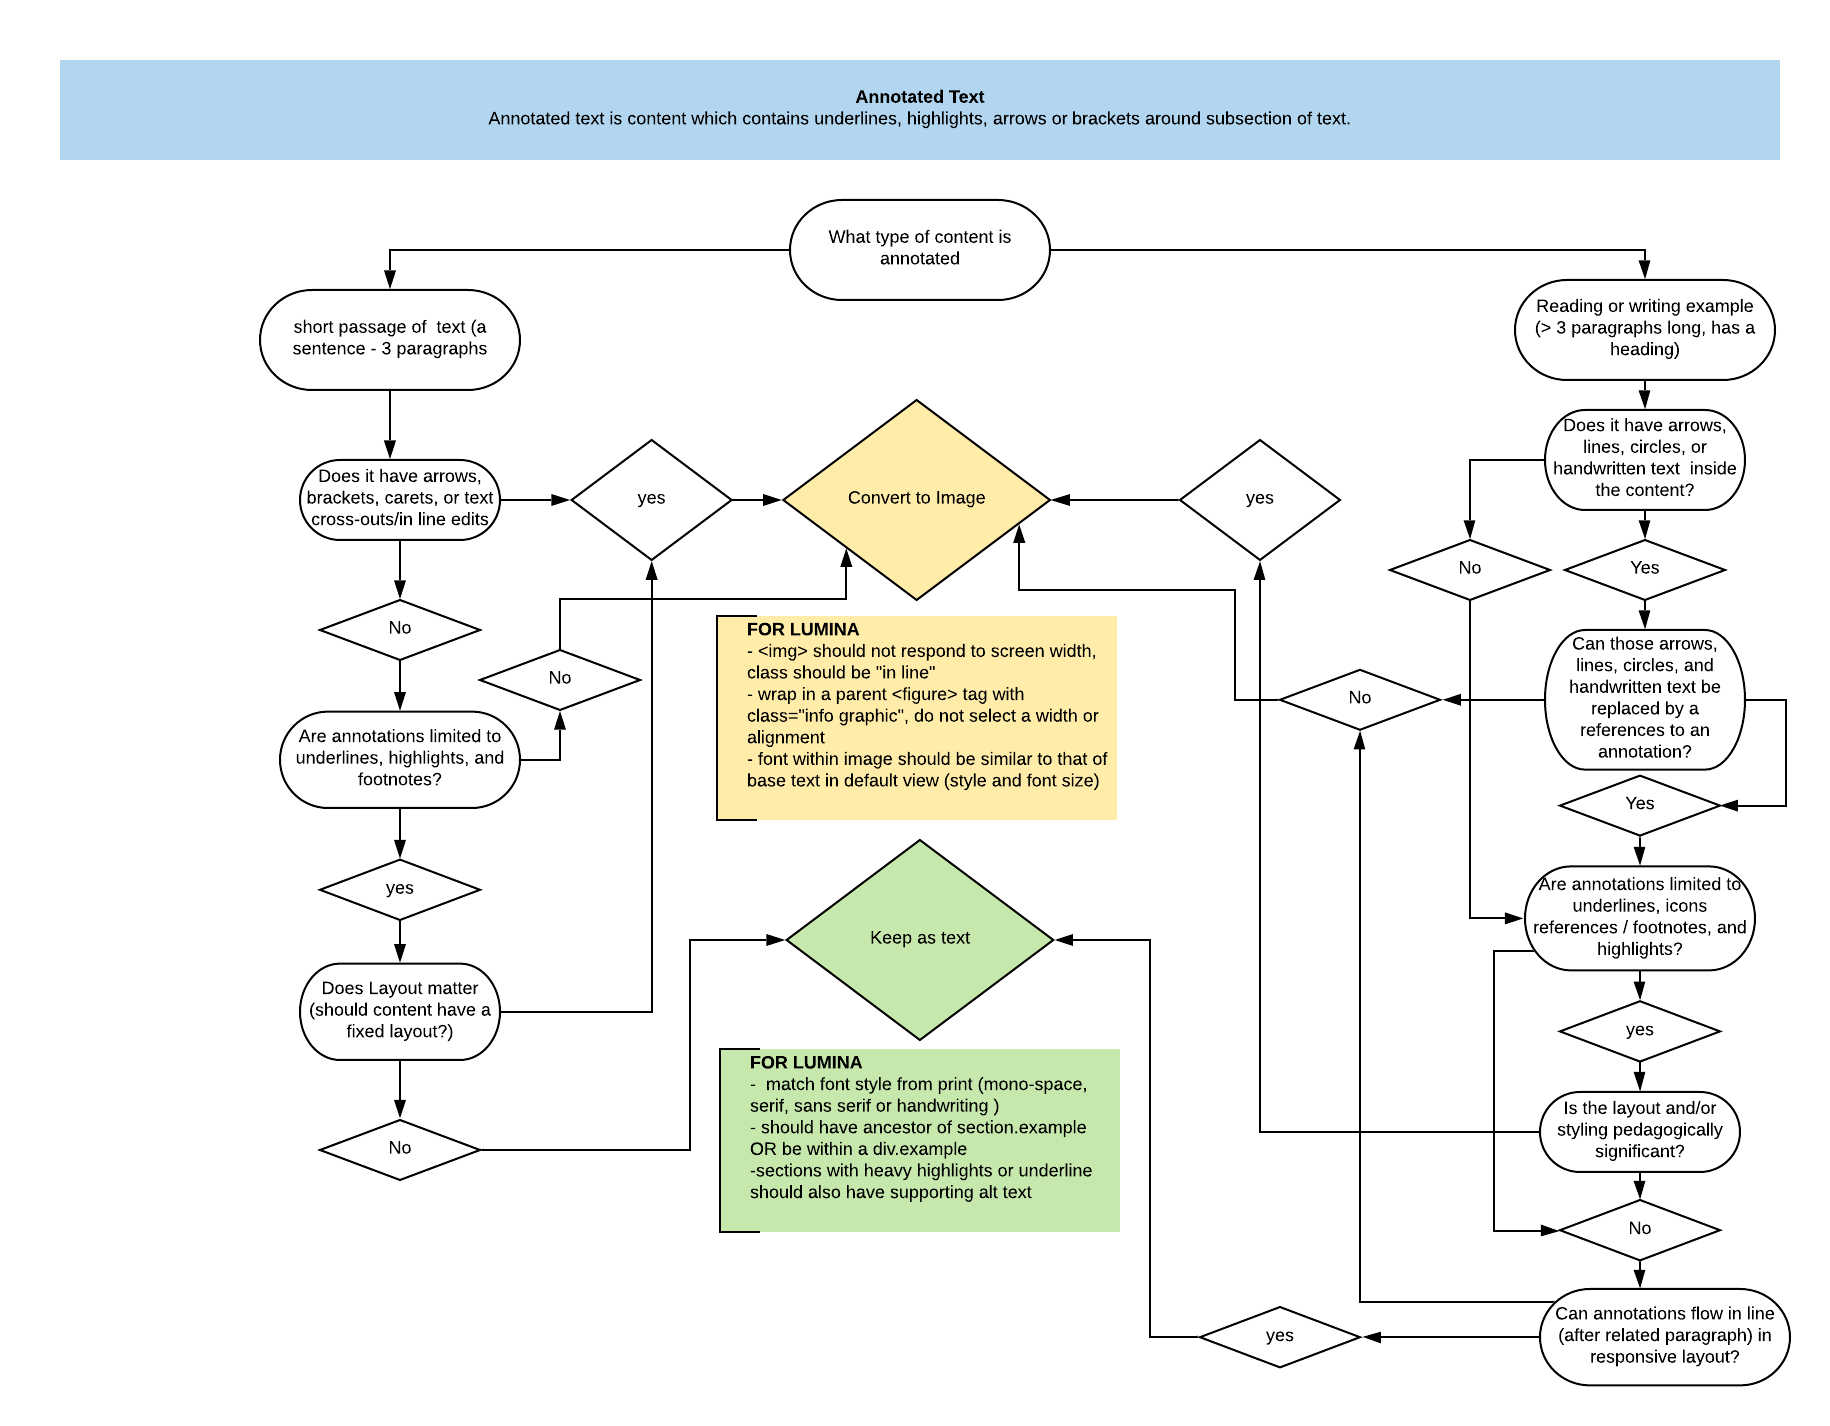 Annotated Text
Annotated text is content which contains underlines, highlights, arrows or brackets around subsection of text.
What type of content is
annotated
short passage of  text (a
sentence - 3 paragraphs
Reading or writing example
(> 3 paragraphs long, has a
heading)
Does it have arrows,
brackets, carets, or text
cross-outs/in line edits
yes
Convert to Image
yes
Does it have arrows,
lines, circles, or
handwritten text  inside
the content?
No
Yes
No
No
Are annotations limited to
underlines, highlights, and
footnotes?
FOR LUMINA
- <img> should not respond to screen width,
class should be "in line"
- wrap in a parent <figure> tag with
class="info graphic", do not select a width or
alignment
- font within image should be similar to that of
base text in default view (style and font size)
No
Can those arrows,
lines, circles, and
handwritten text be
replaced by a
references to an
annotation?
Yes
yes
Keep as text
Are annotations limited to
underlines, icons
references / footnotes, and
highlights?
Does Layout matter
(should content have a
fixed layout?)
yes
FOR LUMINA
-  match font style from print (mono-space,
serif, sans serif or handwriting )
- should have ancestor of section.example
OR be within a div.example
-sections with heavy highlights or underline
should also have supporting alt text
No
Is the layout and/or
styling pedagogically
significant?
No
yes
Can annotations flow in line
(after related paragraph) in
responsive layout?